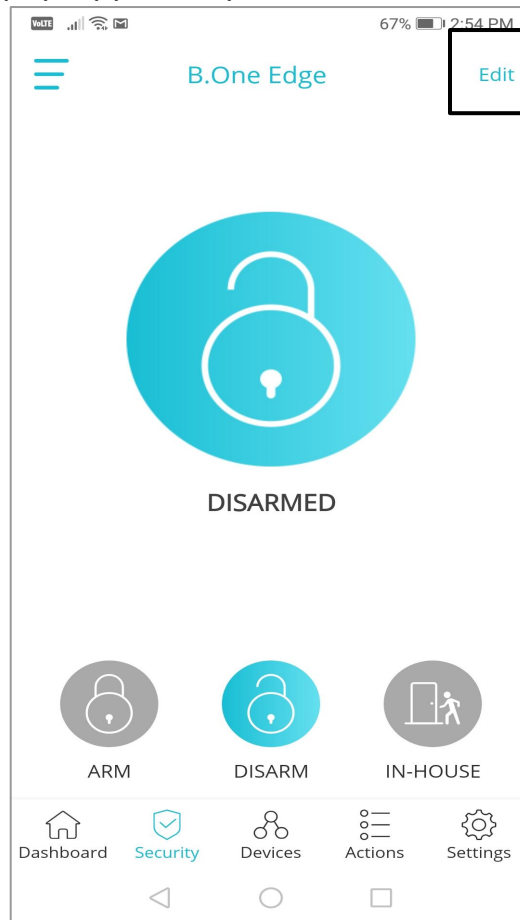 VoLTE 67% 2:54 PM
B.One Edge Edit
DISARMED
ARM DISARM IN-HOUSE
Dashboard Security Devices Actions Settings